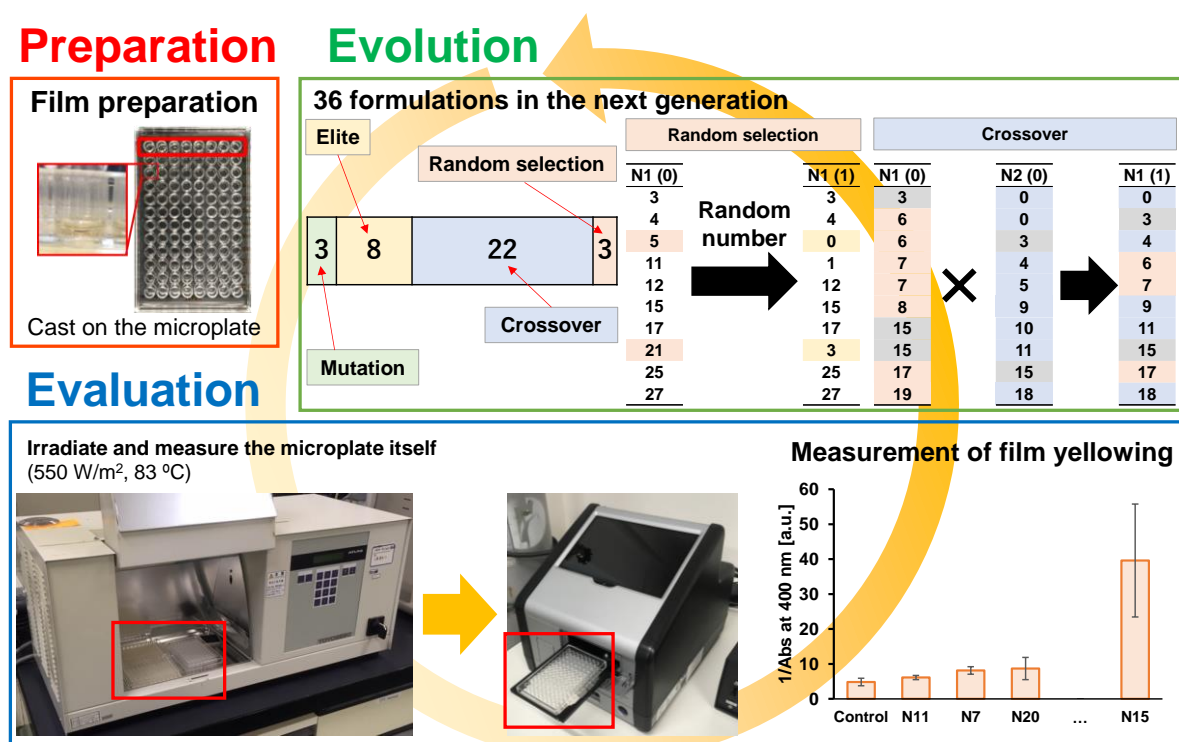 Preparation
Film preparation
Cast on the microplate
Evolution
36 formulations in the next generation
Elite
Random selection
3 8 22 3
Crossover
Mutation
Random selection
N1 (0)
3
4
5
11
12
15
17
21
25
27
Random
number
N1 (1)
3
4
0
1
12
15
17
3
25
27
Crossover
N1 (0)
3
6
6
7
7
8
15
15
17
19
×
N2 (0)
0
0
3
4
5
9
10
11
15
18
N1 (1)
0
3
4
6
7
9
11
15
17
18
Evaluation
Irradiate and measure the microplate itself
(550 W/m², 83 ºC)
Measurement of film yellowing
1/Abs at 400 nm [a.u.]
60
50
40
30
20
10
0
Control N11 N7 N20 ... N15